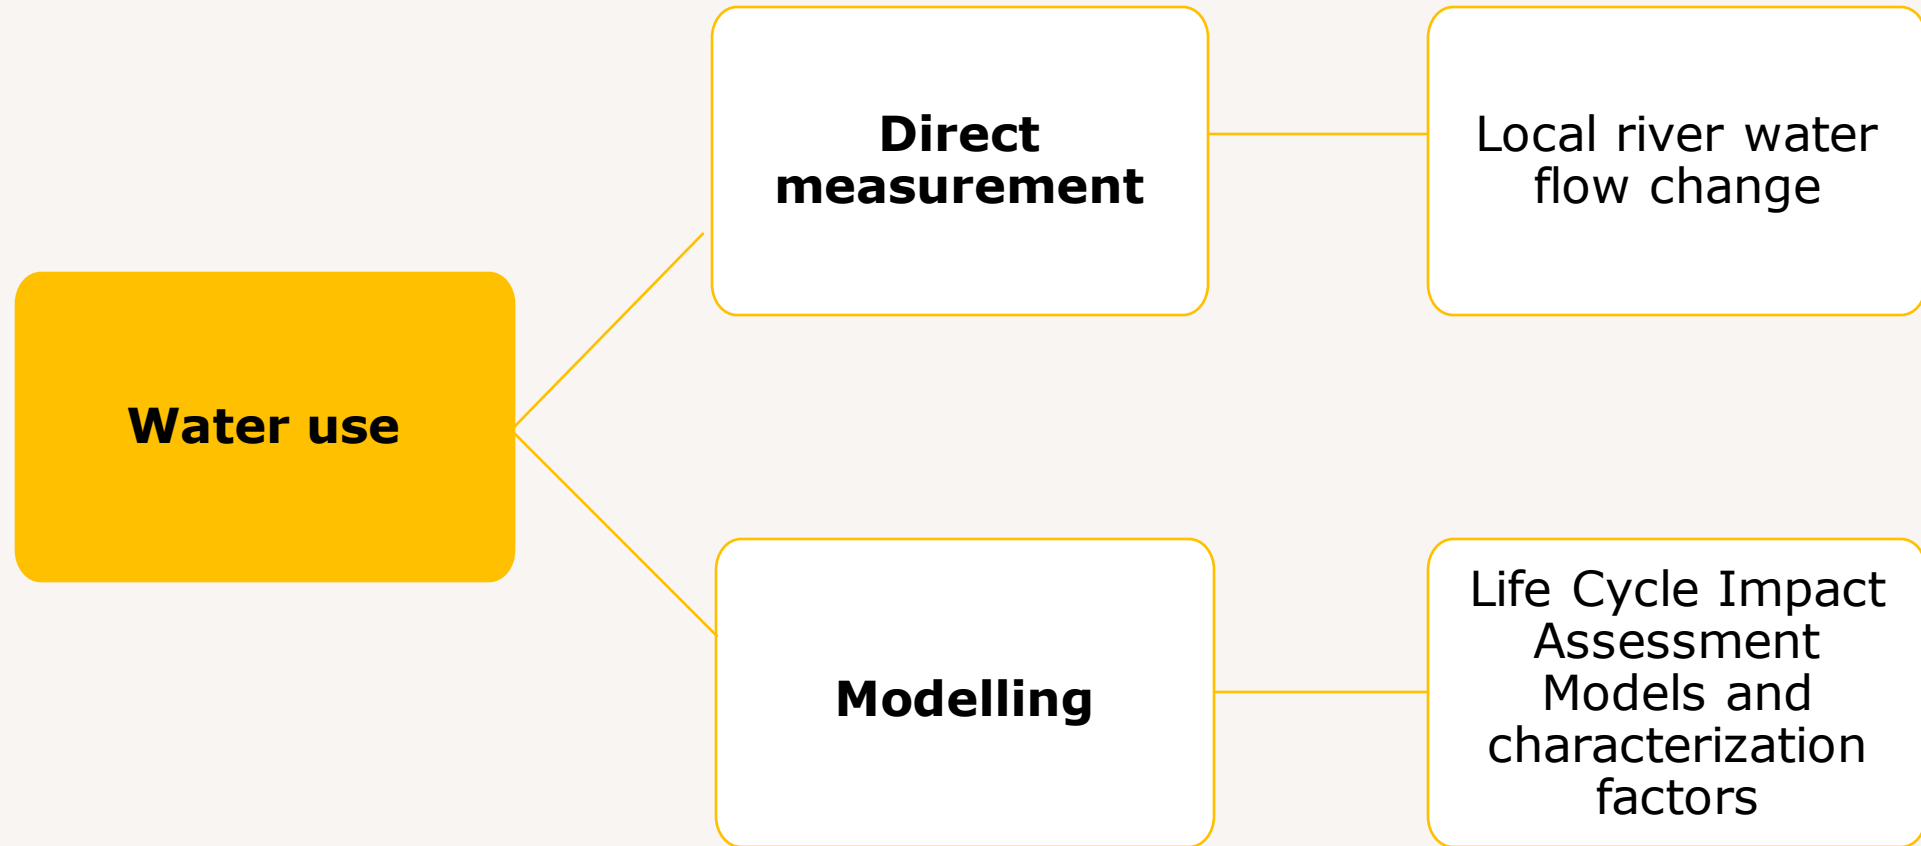 Direct
measurement
Local river water
flow change
Water use
Modelling
Life Cycle Impact
Assessment
Models and
characterization
factors